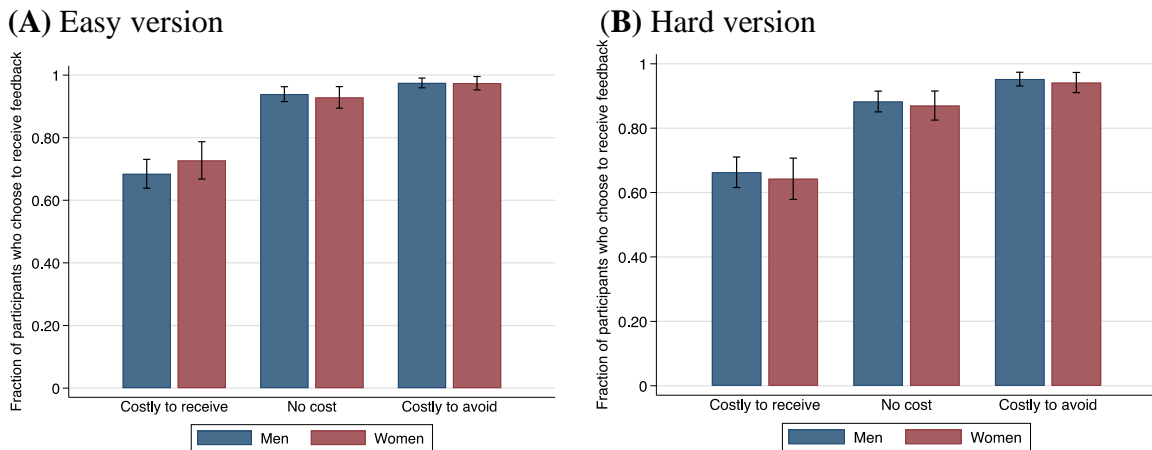 (A) Easy version
Fraction of participants who choose to receive feedback
1
0.80
0.60
0.40
0.20
0
Costly to receive No cost Costly to avoid
Men Women
(B) Hard version
Fraction of participants who choose to receive feedback
1
0.80
0.60
0.40
0.20
0
Costly to receive No cost Costly to avoid
Men Women